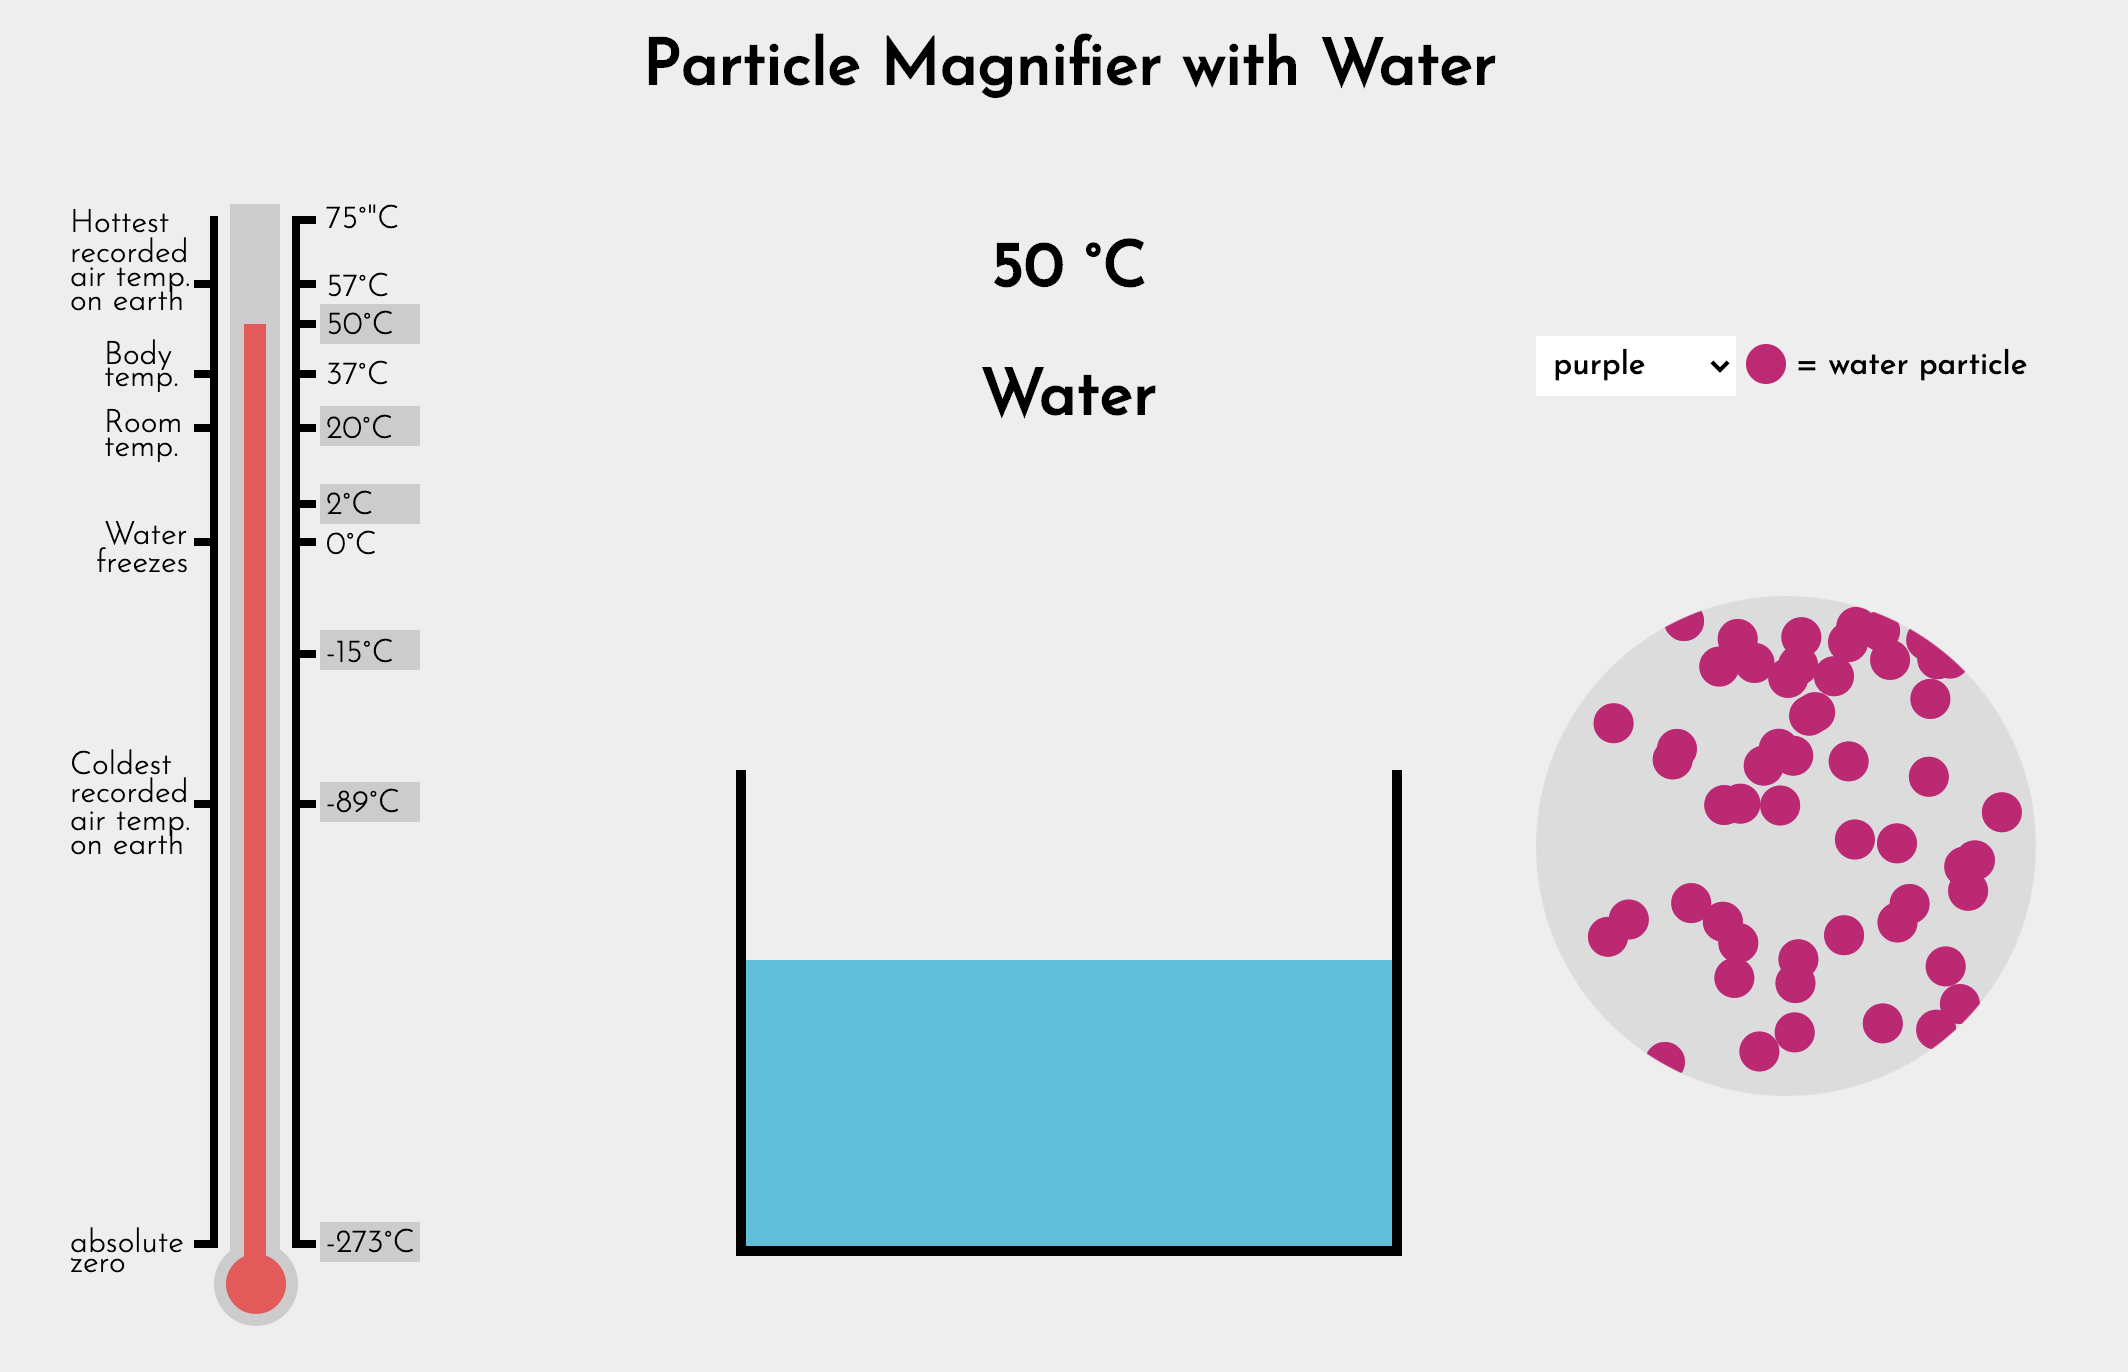 Particle Magnifier with Water
Hottest
recorded
air temp.
on earth
Body
temp.
Room
temp.
Water
freezes
Coldest
recorded
air temp.
on earth
absolute
zero
75°"C
57°C
50°C
37°C
20°C
2°C
0°C
-15°C
-89°C
-273°C
50 °C
Water
purple
= water particle